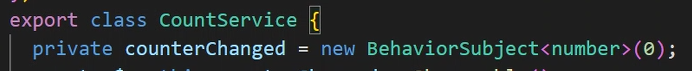 export class CountService {
private counterChanged = new BehaviorSubject<number>(0);